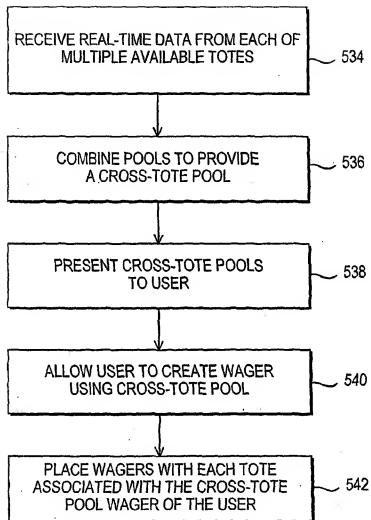 RECEIVE REAL-TIME DATA FROM EACH OF
MULTIPLE AVAILABLE TOTES
534
COMBINE POOLS TO PROVIDE
A CROSS-TOTE POOL
536
PRESENT CROSS-TOTE POOLS
TO USER
538
ALLOW USER TO CREATE WAGER
USING CROSS-TOTE POOL
540
PLACE WAGERS WITH EACH TOTE
ASSOCIATED WITH THE CROSS-TOTE
POOL WAGER OF THE USER
542